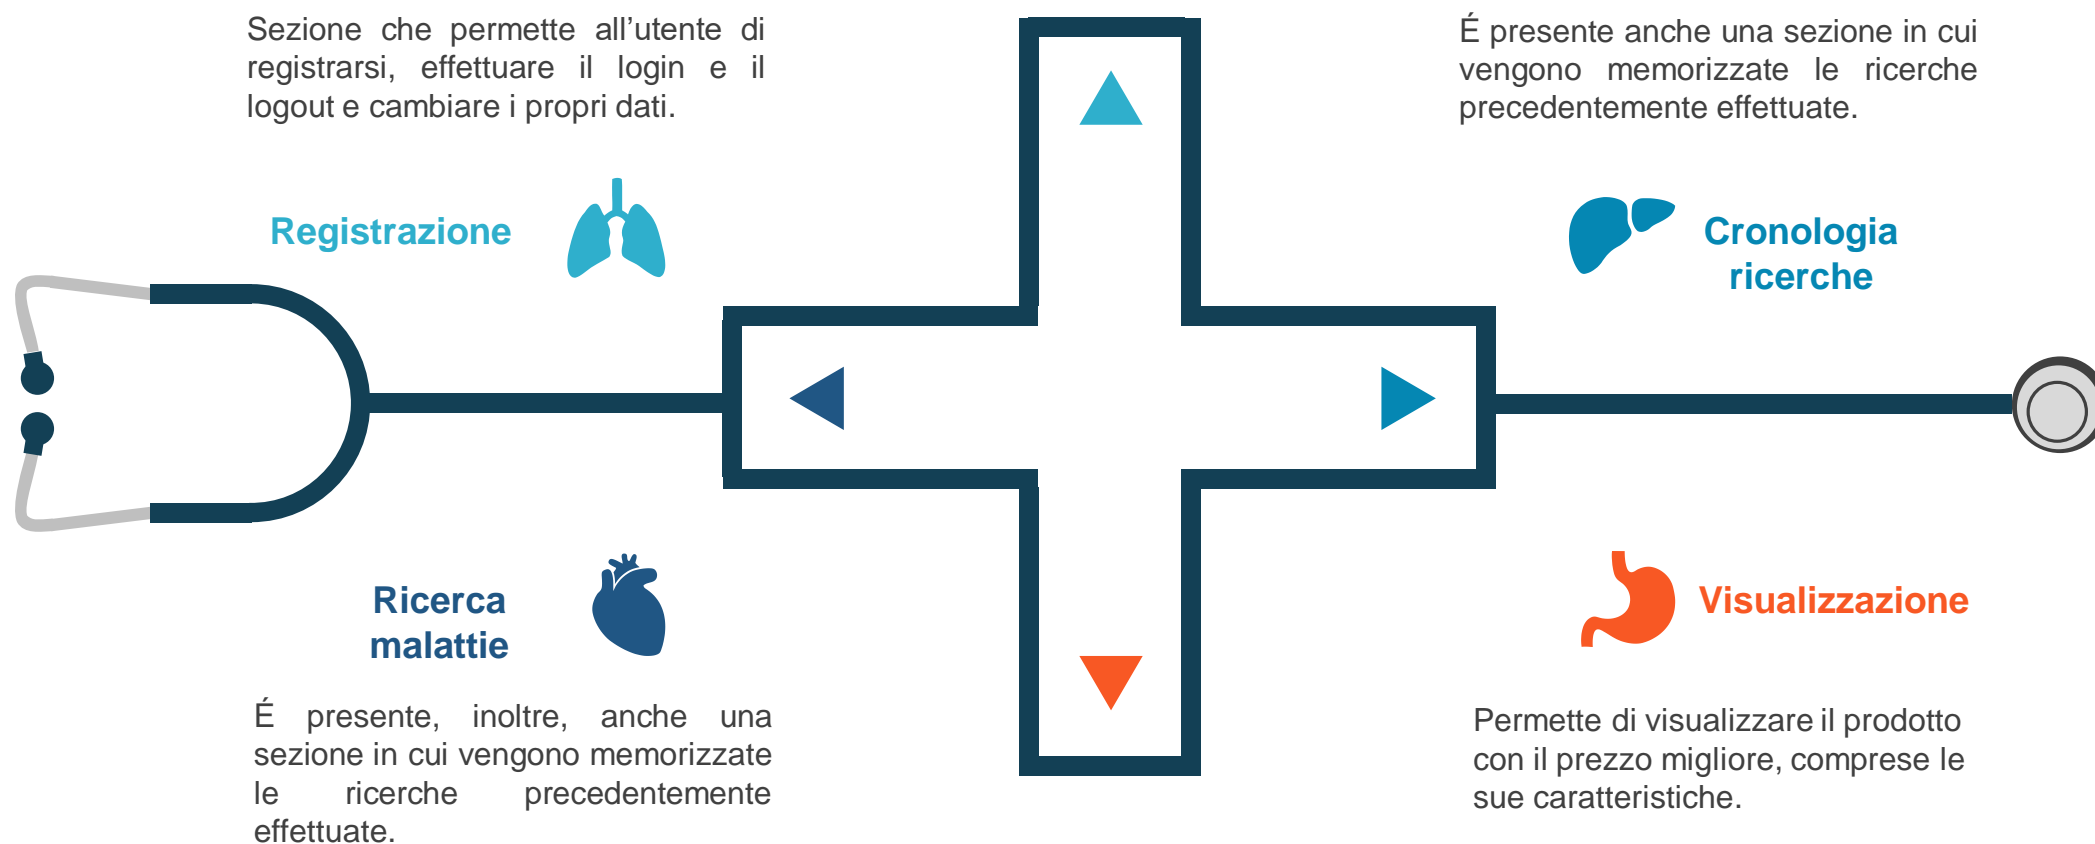 Sezione che permette all'utente di
registrarsi, effettuare il login e il
logout e cambiare i propri dati.
Registrazione
É presente anche una sezione in cui
vengono memorizzate le ricerche
precedentemente effettuate.
Cronologia
ricerche
Ricerca
malattie
É presente, inoltre, anche una
sezione in cui vengono memorizzate
le ricerche precedentemente
effettuate.
Visualizzazione
Permette di visualizzare il prodotto
con il prezzo migliore, comprese le
sue caratteristiche.